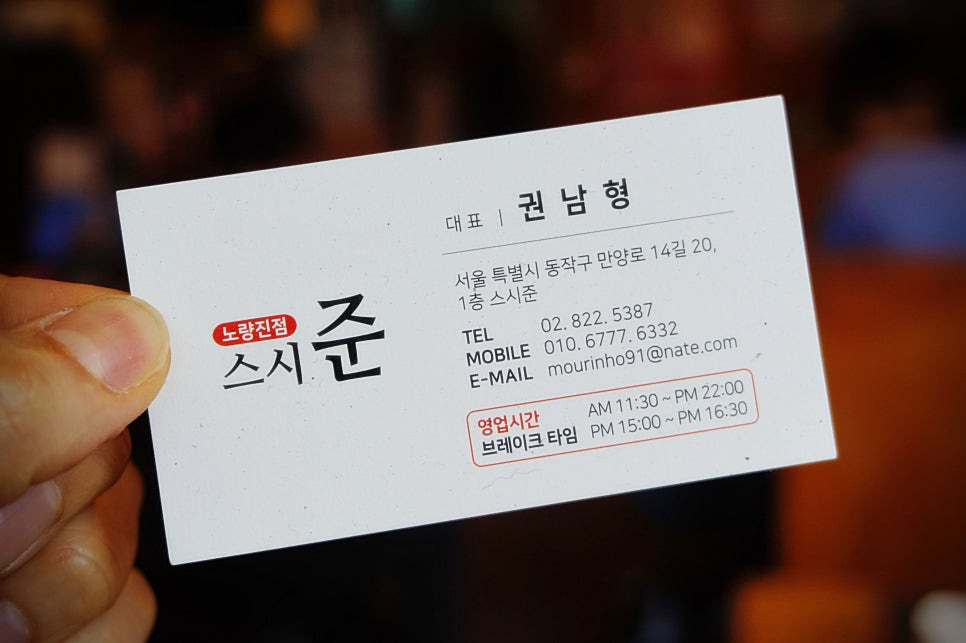 노량진점
스시준
대표 | 권남형
서울 특별시 동작구 만양로 14길 20,
1층 스시준
TEL 02. 822. 5387
MOBILE 010. 6777. 6332
E-MAIL mourinho91@nate.com
영업시간 AM 11:30 ~ PM 22:00
브레이크 타임 PM 15:00 ~ PM 16:30